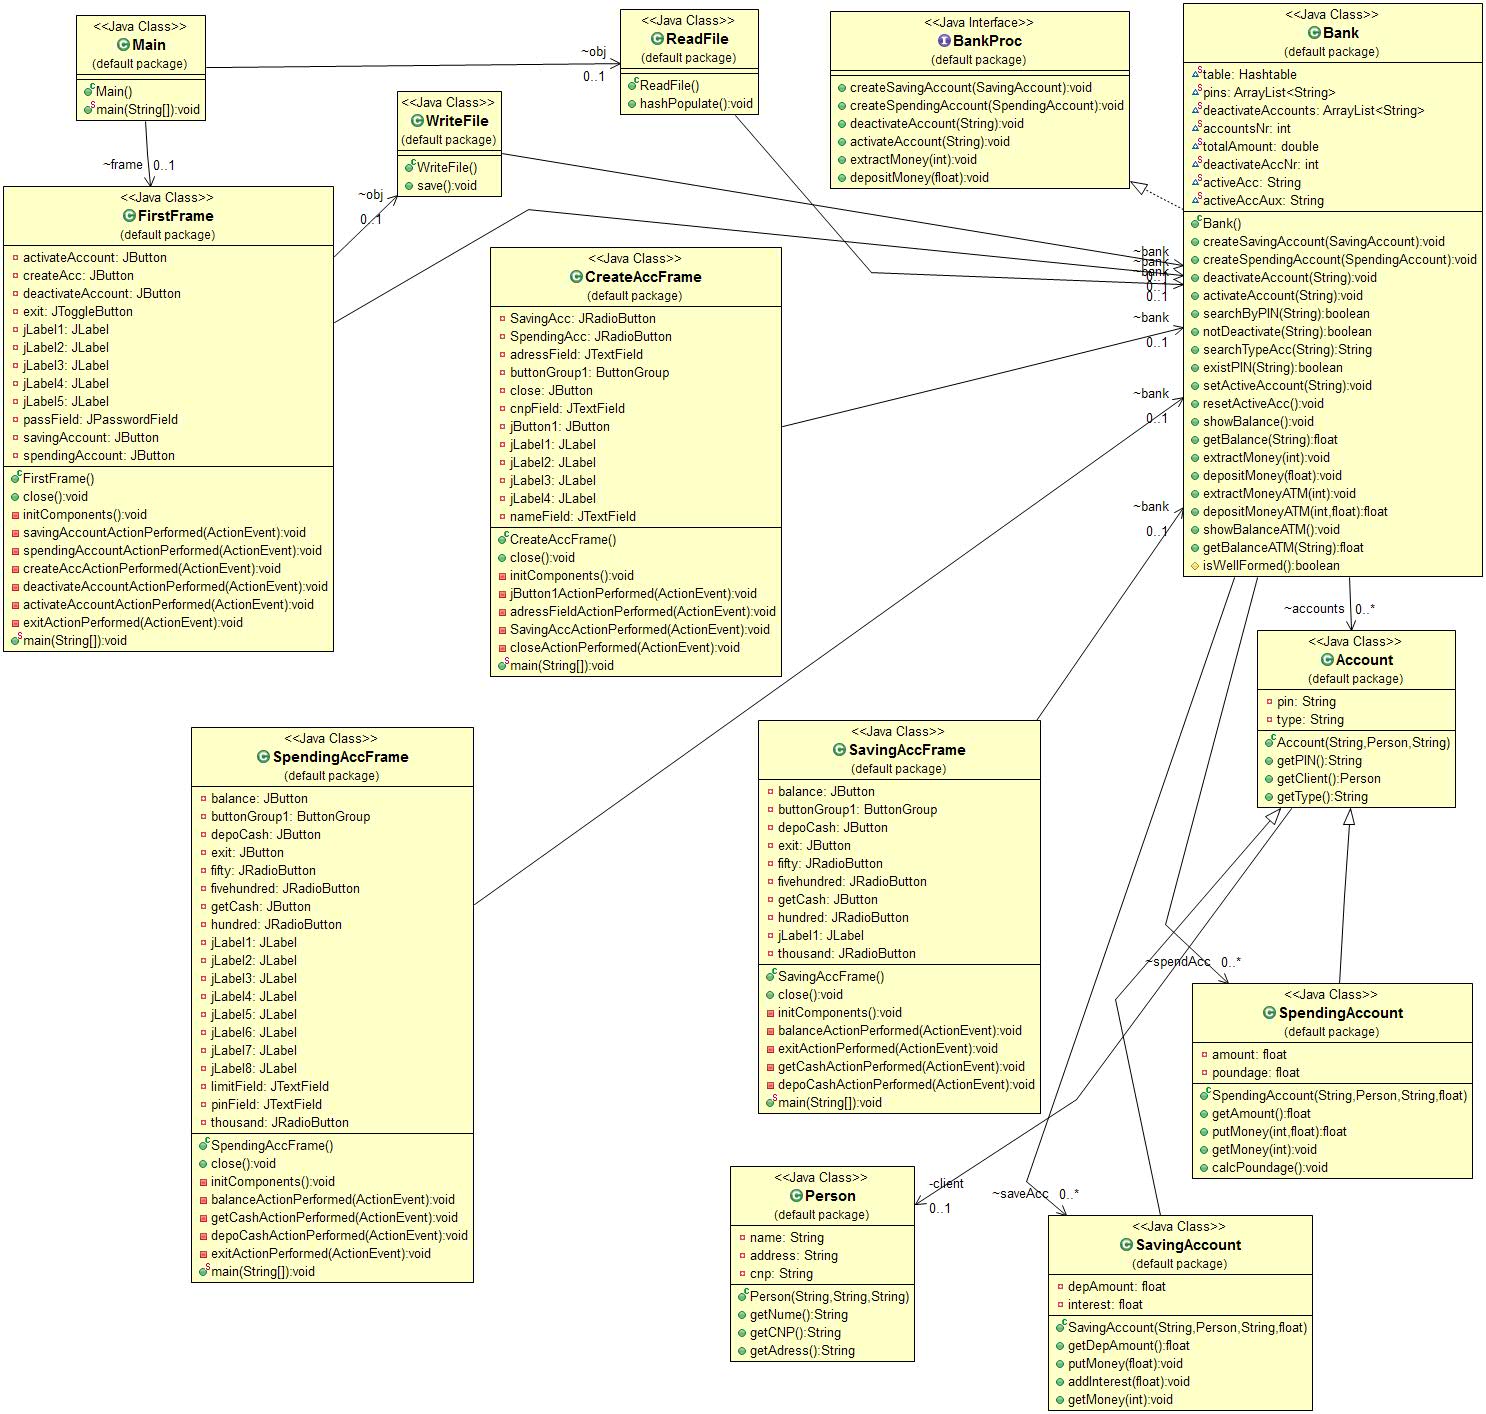 <<Java Class>>
Main
(default package)
Main()
main(String[]):void
~obj
0..1
~frame
0..1
<<Java Class>>
ReadFile
(default package)
ReadFile()
hashPopulate():void
<<Java Class>>
WriteFile
(default package)
WriteFile()
save():void
<<Java Interface>>
BankProc
(default package)
createSavingAccount(SavingAccount):void
createSpendingAccount(SpendingAccount):void
deactivateAccount(String):void
activateAccount(String):void
extractMoney(int):void
depositMoney(float):void
<<Java Class>>
Bank
(default package)
table: Hashtable
pins: ArrayList<String>
deactivateAccounts: ArrayList<String>
accountsNr: int
totalAmount: double
deactivateAccNr: int
activeAcc: String
activeAccAux: String
Bank()
createSavingAccount(SavingAccount):void
createSpendingAccount(SpendingAccount):void
deactivateAccount(String):void
activateAccount(String):void
searchByPIN(String):boolean
notDeactivate(String):boolean
searchTypeAcc(String):String
existPIN(String):boolean
setActiveAccount(String):void
resetActiveAcc():void
showBalance():void
getBalance(String):float
extractMoney(int):void
depositMoney(float):void
extractMoneyATM(int):void
depositMoneyATM(int,float):float
showBalanceATM():void
getBalanceATM(String):float
isWellFormed():boolean
<<Java Class>>
FirstFrame
(default package)
activateAccount: JButton
createAcc: JButton
deactivateAccount: JButton
exit: JToggleButton
jLabel1: JLabel
jLabel2: JLabel
jLabel3: JLabel
jLabel4: JLabel
jLabel5: JLabel
passField: JPasswordField
savingAccount: JButton
spendingAccount: JButton
FirstFrame()
close():void
initComponents():void
savingAccountActionPerformed(ActionEvent):void
spendingAccountActionPerformed(ActionEvent):void
createAccActionPerformed(ActionEvent):void
deactivateAccountActionPerformed(ActionEvent):void
activateAccountActionPerformed(ActionEvent):void
exitActionPerformed(ActionEvent):void
main(String[]):void
~obj
0..1
<<Java Class>>
CreateAccFrame
(default package)
SavingAcc: JRadioButton
SpendingAcc: JRadioButton
adressField: JTextField
buttonGroup1: ButtonGroup
close: JButton
cnpField: JTextField
jButton1: JButton
jLabel1: JLabel
jLabel2: JLabel
jLabel3: JLabel
jLabel4: JLabel
nameField: JTextField
CreateAccFrame()
close():void
initComponents():void
jButton1ActionPerformed(ActionEvent):void
adressFieldActionPerformed(ActionEvent):void
SavingAccActionPerformed(ActionEvent):void
closeActionPerformed(ActionEvent):void
main(String[]):void
~bank
~bank
~bank
0..1
0..1
0..1
~bank
0..1
~bank
0..1
~bank
0..1
~accounts
0..*
<<Java Class>>
Account
(default package)
pin: String
type: String
Account(String,Person,String)
getPIN():String
getClient():Person
getType():String
<<Java Class>>
SpendingAccFrame
(default package)
balance: JButton
buttonGroup1: ButtonGroup
depoCash: JButton
exit: JButton
fifty: JRadioButton
fivehundred: JRadioButton
getCash: JButton
hundred: JRadioButton
jLabel1: JLabel
jLabel2: JLabel
jLabel3: JLabel
jLabel4: JLabel
jLabel5: JLabel
jLabel6: JLabel
jLabel7: JLabel
jLabel8: JLabel
limitField: JTextField
pinField: JTextField
thousand: JRadioButton
SpendingAccFrame()
close():void
initComponents():void
balanceActionPerformed(ActionEvent):void
getCashActionPerformed(ActionEvent):void
depoCashActionPerformed(ActionEvent):void
exitActionPerformed(ActionEvent):void
main(String[]):void
<<Java Class>>
SavingAccFrame
(default package)
balance: JButton
buttonGroup1: ButtonGroup
depoCash: JButton
exit: JButton
fifty: JRadioButton
fivehundred: JRadioButton
getCash: JButton
hundred: JRadioButton
jLabel1: JLabel
thousand: JRadioButton
SavingAccFrame()
close():void
initComponents():void
balanceActionPerformed(ActionEvent):void
exitActionPerformed(ActionEvent):void
getCashActionPerformed(ActionEvent):void
depoCashActionPerformed(ActionEvent):void
main(String[]):void
~spendAcc
0..*
<<Java Class>>
SpendingAccount
(default package)
amount: float
poundage: float
SpendingAccount(String,Person,String,float)
getAmount():float
putMoney(int,float):float
getMoney(int):void
calcPoundage():void
<<Java Class>>
Person
(default package)
name: String
address: String
cnp: String
Person(String,String,String)
getNume():String
getCNP():String
getAdress():String
-client
0..1
~saveAcc
0..*
<<Java Class>>
SavingAccount
(default package)
depAmount: float
interest: float
SavingAccount(String,Person,String,float)
getDepAmount():float
putMoney(float):void
addInterest(float):void
getMoney(int):void